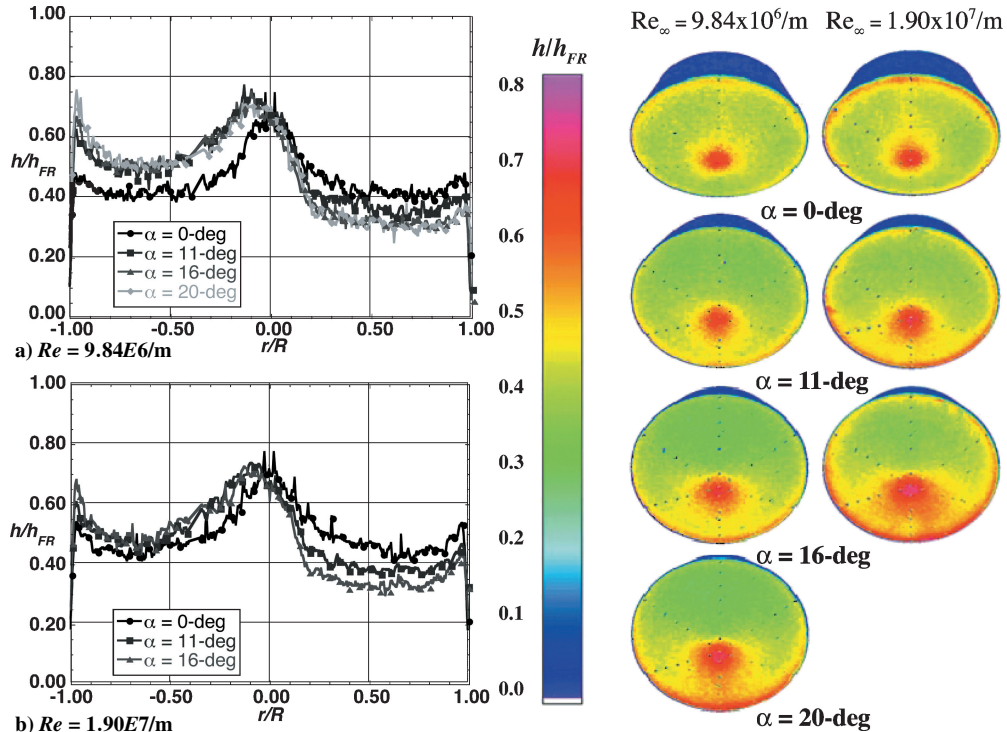 1.00
0.80
0.60
h/h_FR
0.40
0.20
0.00
α = 0-deg
α = 11-deg
α = 16-deg
α = 20-deg
-1.00 -0.50 0.00 0.50 1.00
r/R
a) Re = 9.84E6/m
1.00
0.80
0.60
h/h_FR
0.40
0.20
0.00
α = 0-deg
α = 11-deg
α = 16-deg
-1.00 -0.50 0.00 0.50 1.00
r/R
b) Re = 1.90E7/m
h/h_FR
0.8
0.7
0.6
0.5
0.4
0.3
0.2
0.1
0.0
Re∞ = 9.84x10⁶/m Re∞ = 1.90x10⁷/m
α = 0-deg
α = 11-deg
α = 16-deg
α = 20-deg